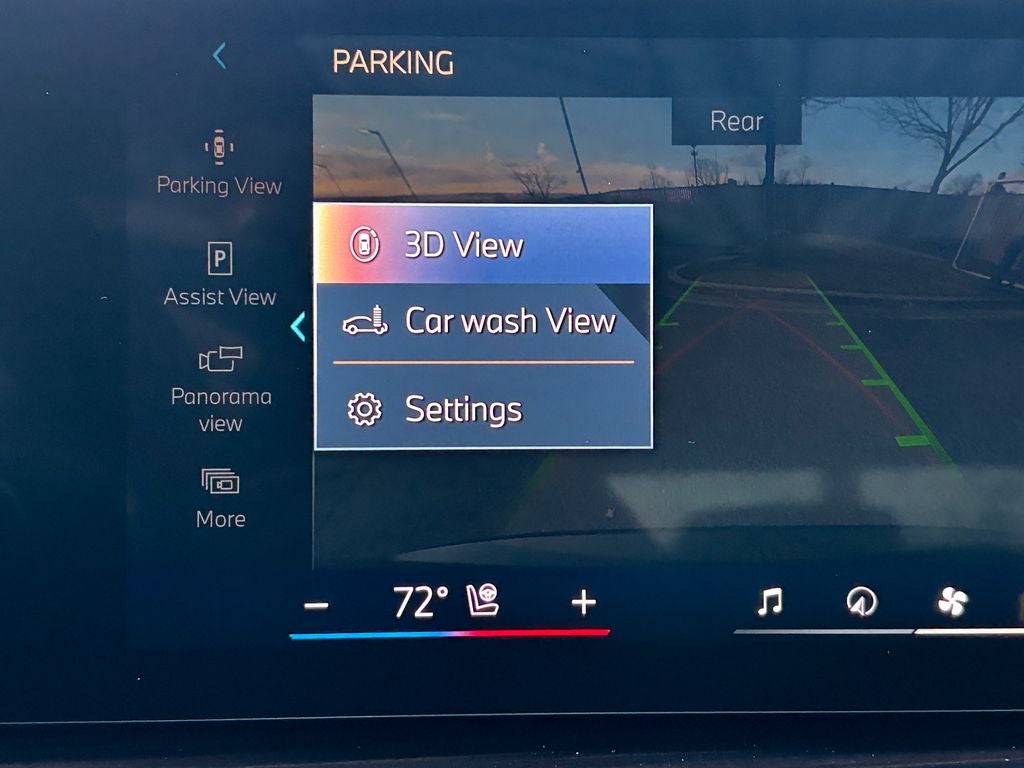 PARKING
Rear
Parking View
Assist View
Panorama
view
More
3D View
Car wash View
Settings
P
− 72° +